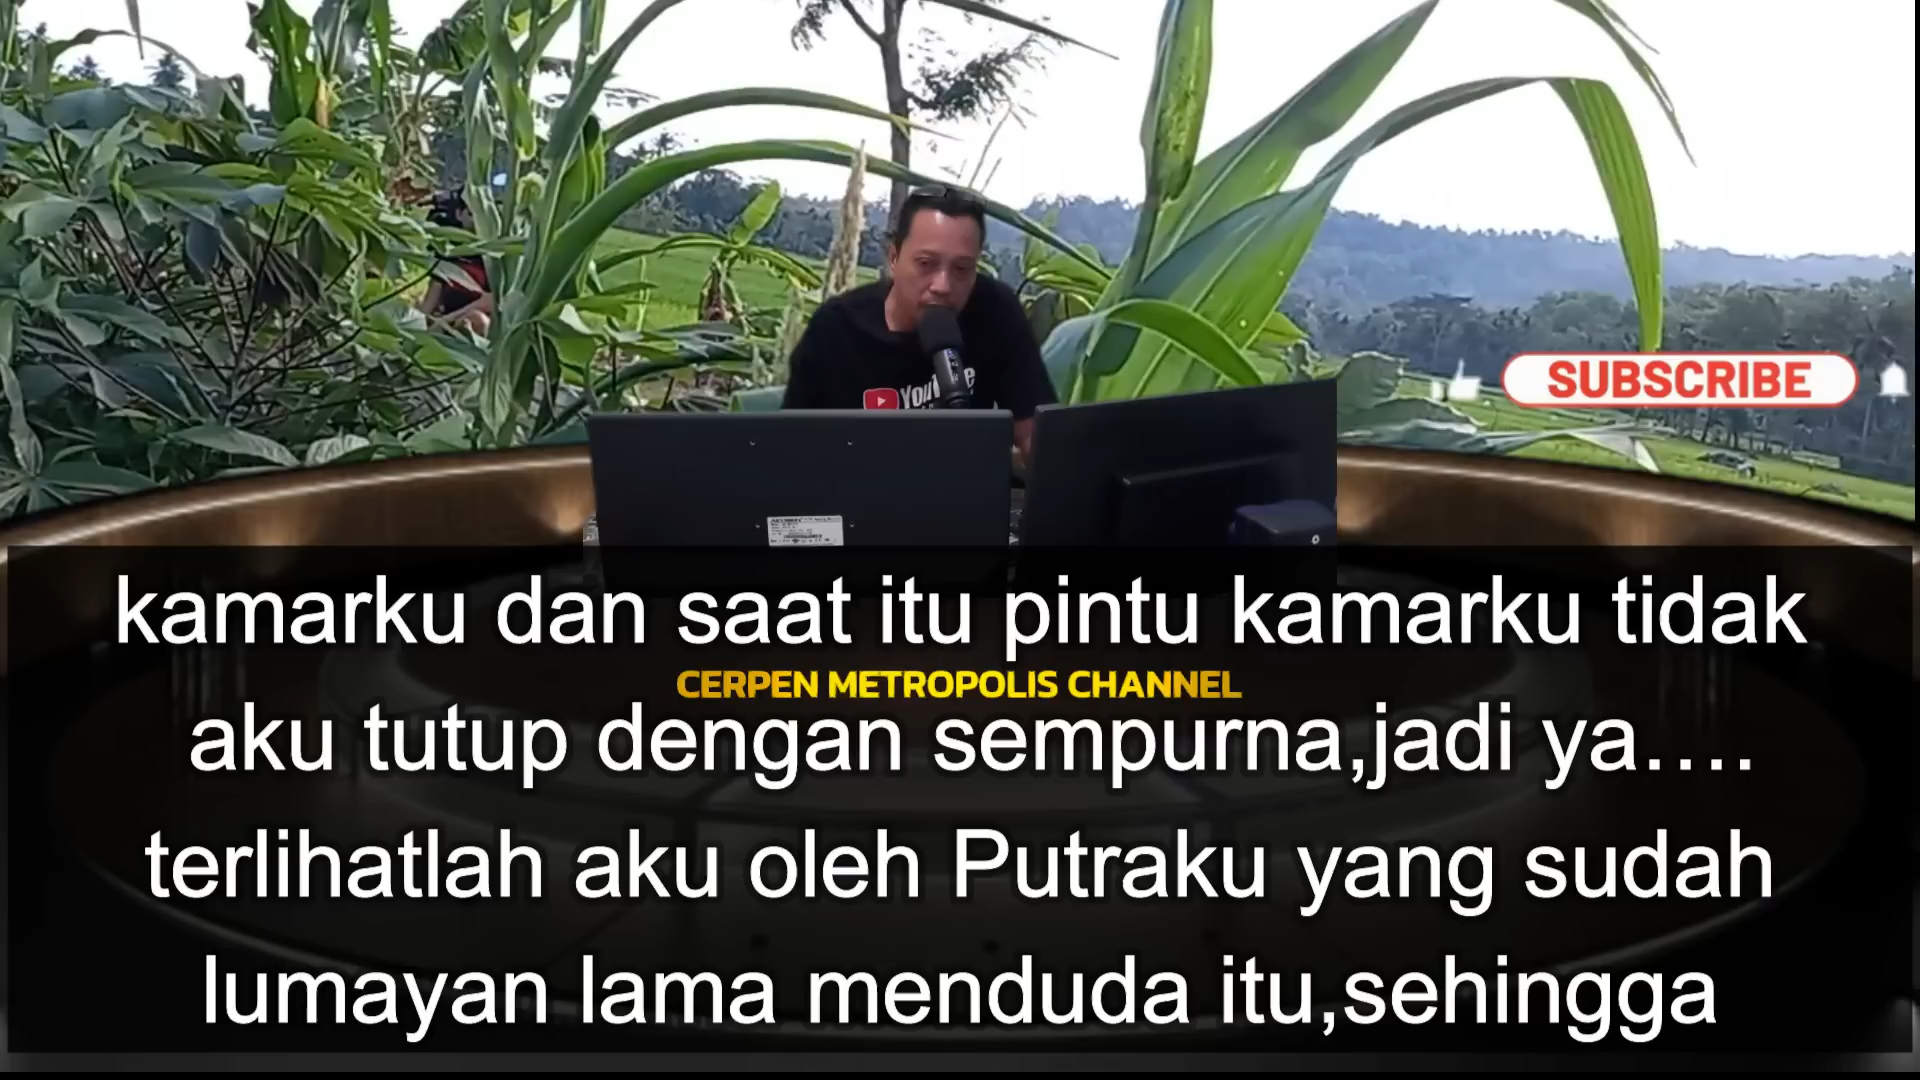 SUBSCRIBE
YouTube
kamarku dan saat itu pintu kamarku tidak
CERPEN METROPOLIS CHANNEL
aku tutup dengan sempurna,jadi ya....
terlihatlah aku oleh Putraku yang sudah
lumayan lama menduda itu,sehingga